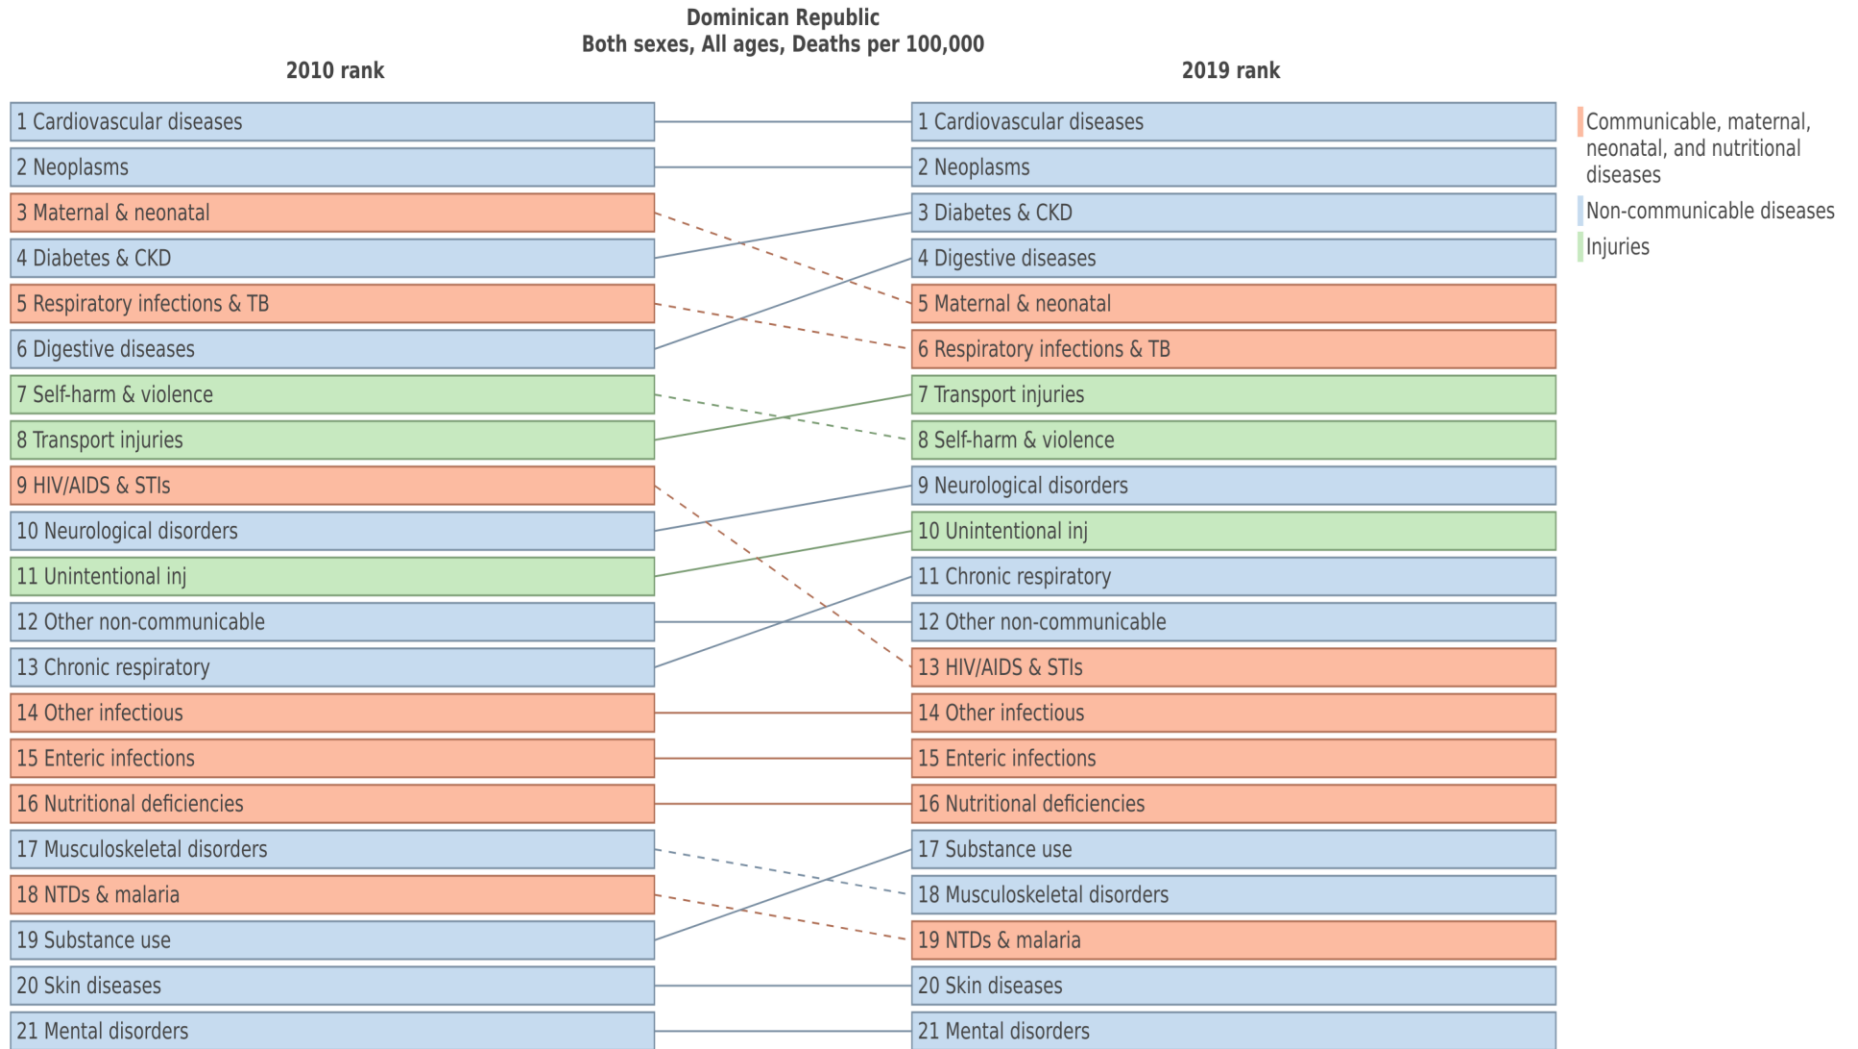 Dominican Republic
Both sexes, All ages, Deaths per 100,000
2010 rank
2019 rank
1 Cardiovascular diseases
2 Neoplasms
3 Maternal & neonatal
4 Diabetes & CKD
5 Respiratory infections & TB
6 Digestive diseases
7 Self-harm & violence
8 Transport injuries
9 HIV/AIDS & STIs
10 Neurological disorders
11 Unintentional inj
12 Other non-communicable
13 Chronic respiratory
14 Other infectious
15 Enteric infections
16 Nutritional deficiencies
17 Musculoskeletal disorders
18 NTDs & malaria
19 Substance use
20 Skin diseases
21 Mental disorders
1 Cardiovascular diseases
2 Neoplasms
3 Diabetes & CKD
4 Digestive diseases
5 Maternal & neonatal
6 Respiratory infections & TB
7 Transport injuries
8 Self-harm & violence
9 Neurological disorders
10 Unintentional inj
11 Chronic respiratory
12 Other non-communicable
13 HIV/AIDS & STIs
14 Other infectious
15 Enteric infections
16 Nutritional deficiencies
17 Substance use
18 Musculoskeletal disorders
19 NTDs & malaria
20 Skin diseases
21 Mental disorders
Communicable, maternal,
neonatal, and nutritional
diseases
Non-communicable diseases
Injuries